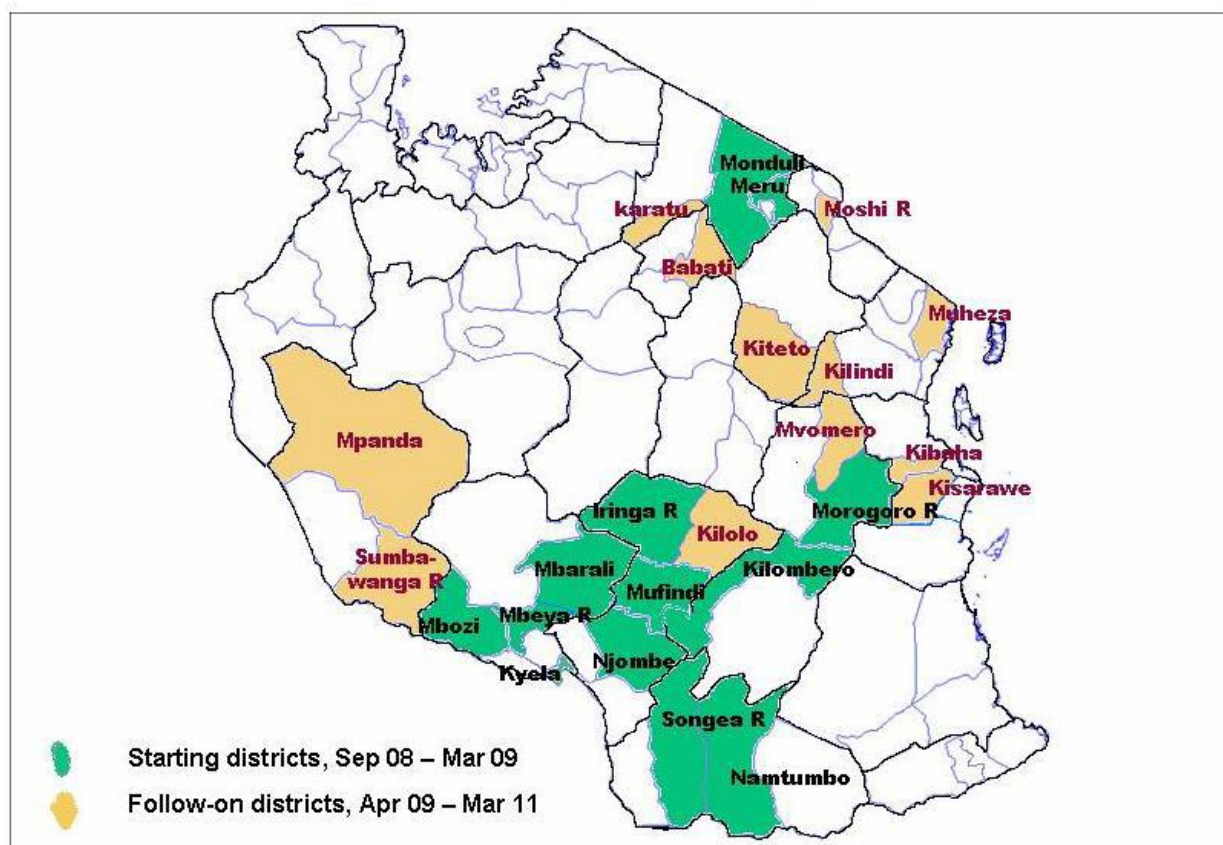 Monduli
Meru
karatu
Moshi R
Babati
Muheza
Kiteto
Kilindi
Mvomero
Mpanda
Kibaha
Kisarawe
Iringa R
Morogoro R
Kilolo
Sumba-
wanga R
Mbarali
Kilombero
Mufindi
Mbeya R
Mbozi
Njombe
Kyela
Songea R
Namtumbo
Starting districts, Sep 08 – Mar 09
Follow-on districts, Apr 09 – Mar 11